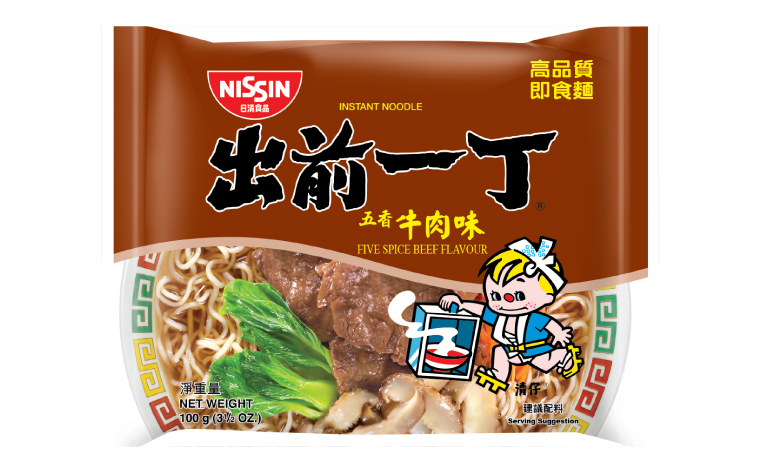 NISSIN
日清食品
高品質
即食麵
INSTANT NOODLE
出前一丁
五香牛肉味
FIVE SPICE BEEF FLAVOUR
清仔
淨重量
NET WEIGHT
100 g (3 ½ OZ.)
建議配料
Serving Suggestion